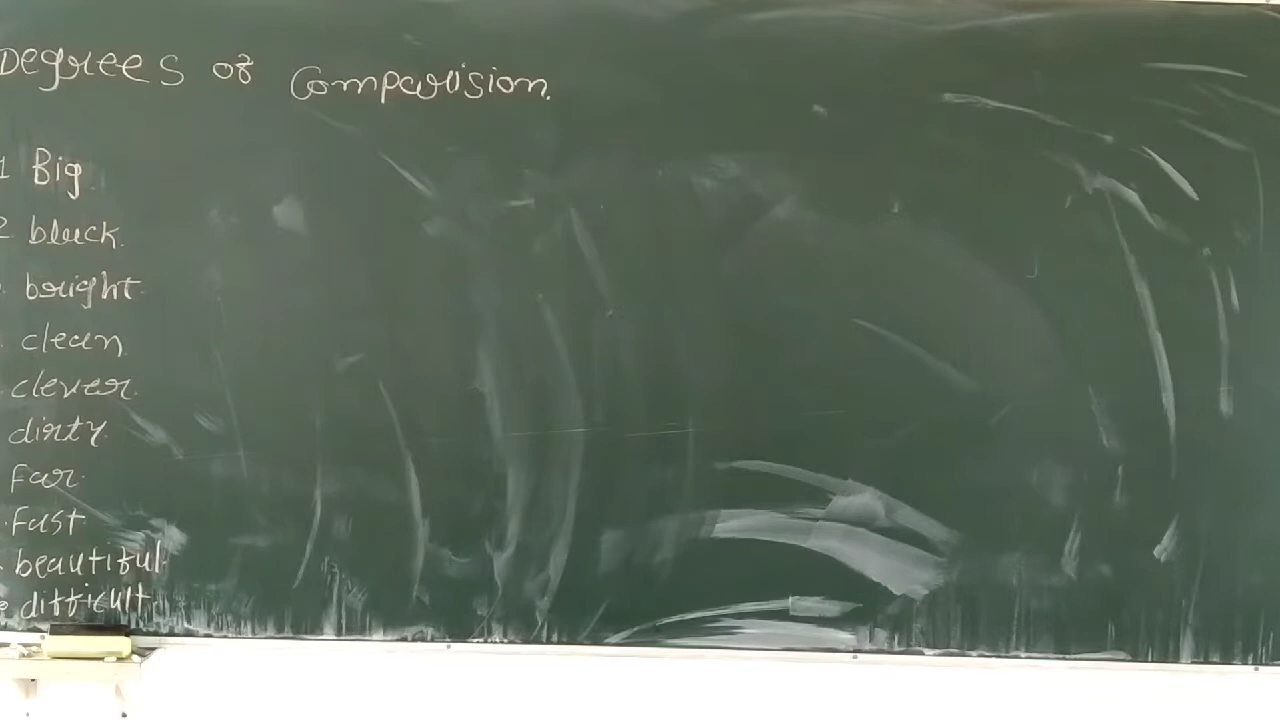 Degrees of Comparision.
1 Big.
2. black.
. bright.
clean
clever.
dirty.
Far.
. Fast
. beautiful.
difficult.